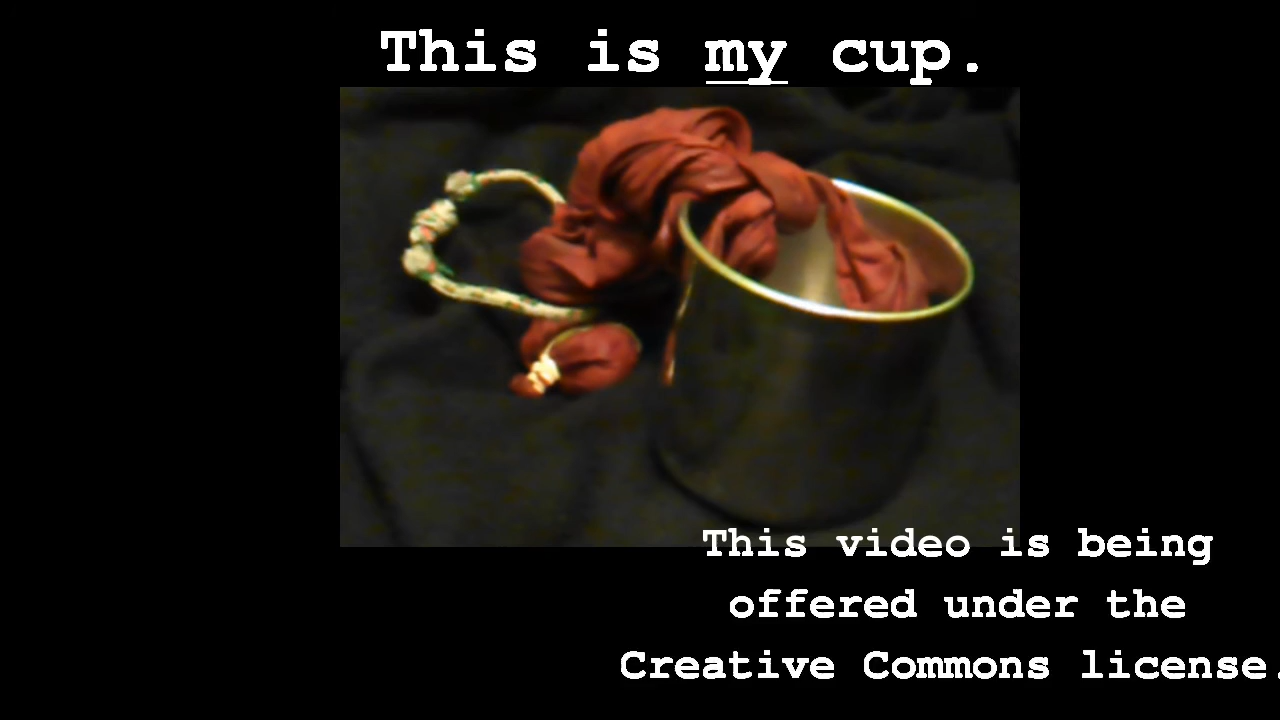 This is my cup.
This video is being
offered under the
Creative Commons license.